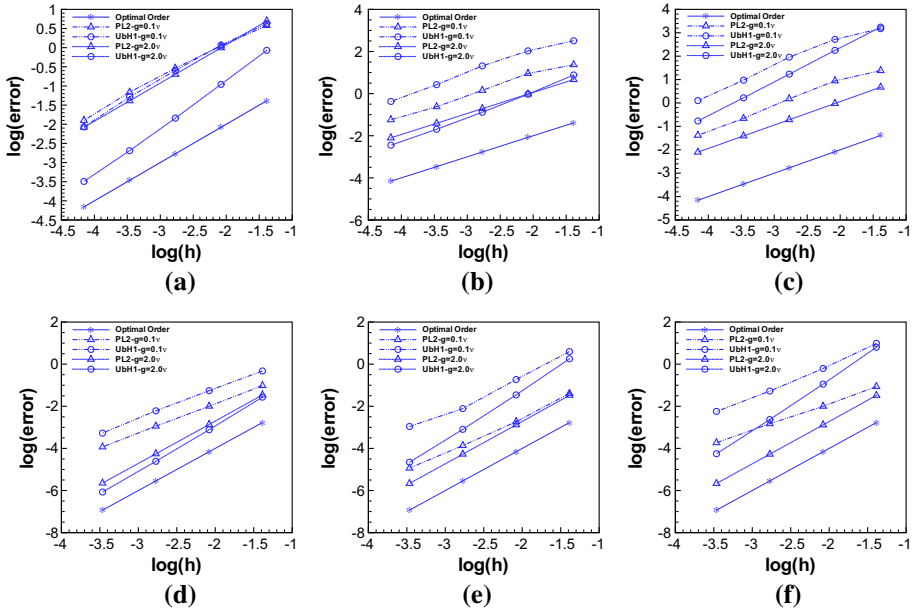 log(error)
1
0.5
0
-0.5
-1
-1.5
-2
-2.5
-3
-3.5
-4
-4.5
Optimal Order
PL2-g=0.1ν
UbH1-g=0.1ν
PL2-g=2.0ν
UbH1-g=2.0ν
-4.5 -4 -3.5 -3 -2.5 -2 -1.5 -1
log(h)
(a)
log(error)
4
2
0
-2
-4
-6
Optimal Order
PL2-g=0.1ν
UbH1-g=0.1ν
PL2-g=2.0ν
UbH1-g=2.0ν
-4.5 -4 -3.5 -3 -2.5 -2 -1.5 -1
log(h)
(b)
log(error)
5
4
3
2
1
0
-1
-2
-3
-4
-5
Optimal Order
PL2-g=0.1ν
UbH1-g=0.1ν
PL2-g=2.0ν
UbH1-g=2.0ν
-4.5 -4 -3.5 -3 -2.5 -2 -1.5 -1
log(h)
(c)
log(error)
2
0
-2
-4
-6
-8
Optimal Order
PL2-g=0.1ν
UbH1-g=0.1ν
PL2-g=2.0ν
UbH1-g=2.0ν
-4 -3.5 -3 -2.5 -2 -1.5 -1
log(h)
(d)
log(error)
2
0
-2
-4
-6
-8
Optimal Order
PL2-g=0.1ν
UbH1-g=0.1ν
PL2-g=2.0ν
UbH1-g=2.0ν
-4 -3.5 -3 -2.5 -2 -1.5 -1
log(h)
(e)
log(error)
2
0
-2
-4
-6
-8
Optimal Order
PL2-g=0.1ν
UbH1-g=0.1ν
PL2-g=2.0ν
UbH1-g=2.0ν
-4 -3.5 -3 -2.5 -2 -1.5 -1
log(h)
(f)